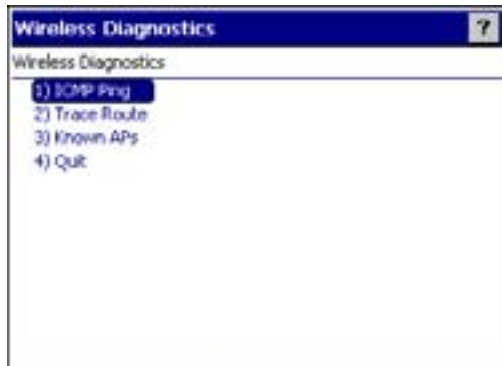 Wireless Diagnostics ?
Wireless Diagnostics
1) ICMP Ping
2) Trace Route
3) Known APs
4) Quit